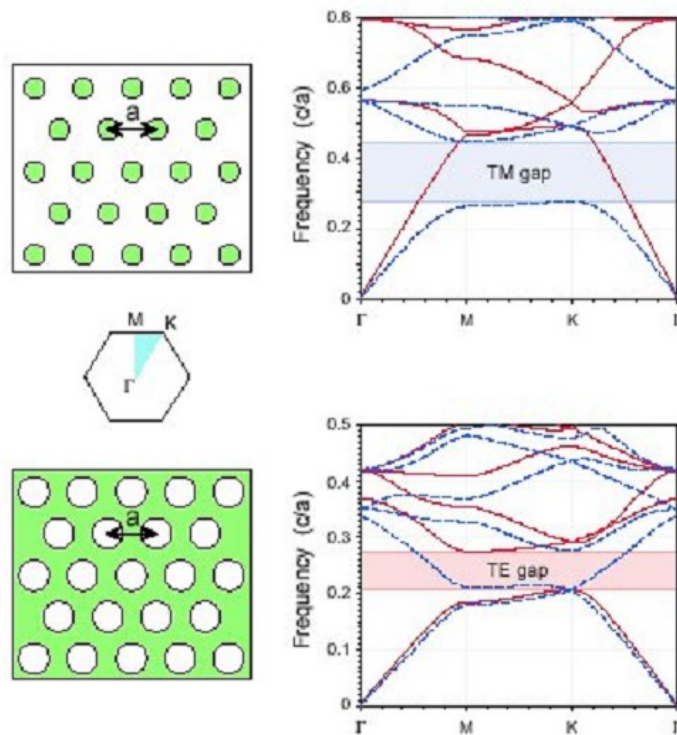 a
M
K
Γ
a
Frequency (c/a)
0.8
0.6
0.4
0.2
0
TM gap
Γ
M
K
Γ
Frequency (c/a)
0.5
0.4
0.3
0.2
0.1
0
TE gap
Γ
M
K
Γ